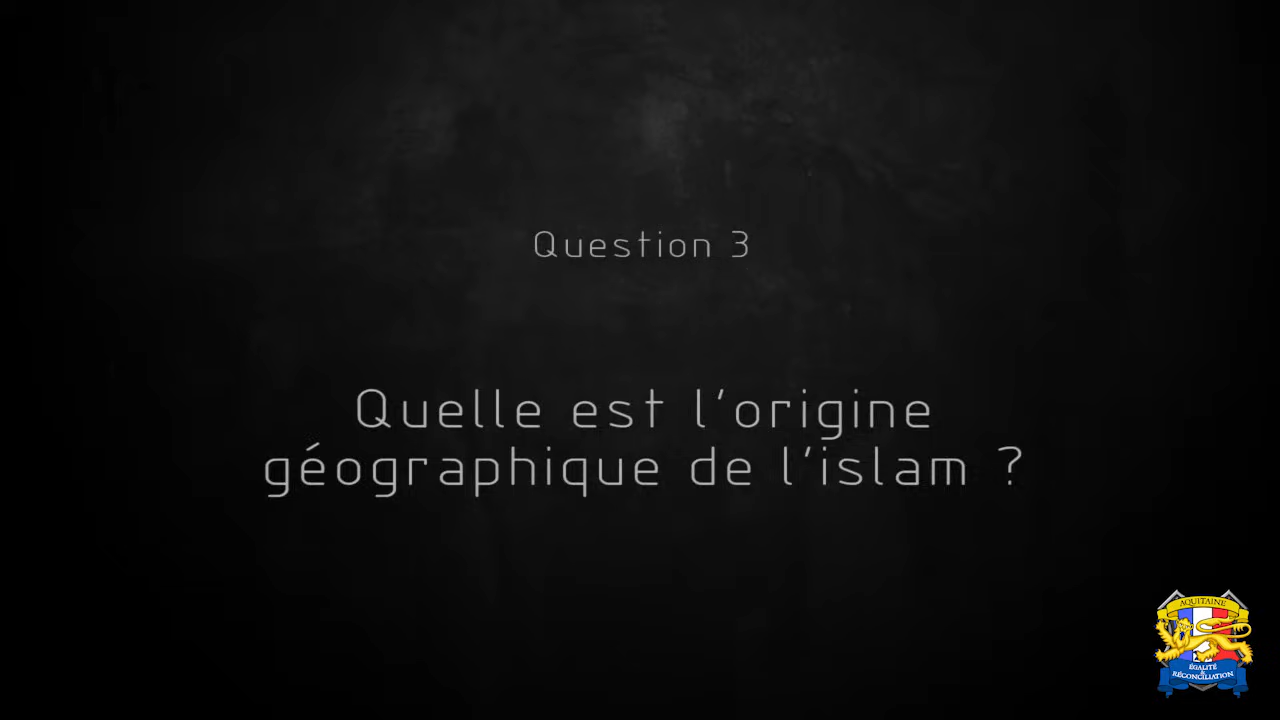 Question 3
Quelle est l'origine
géographique de l'islam ?
AQUITAINE
ÉGALITÉ
&
RÉCONCILIATION